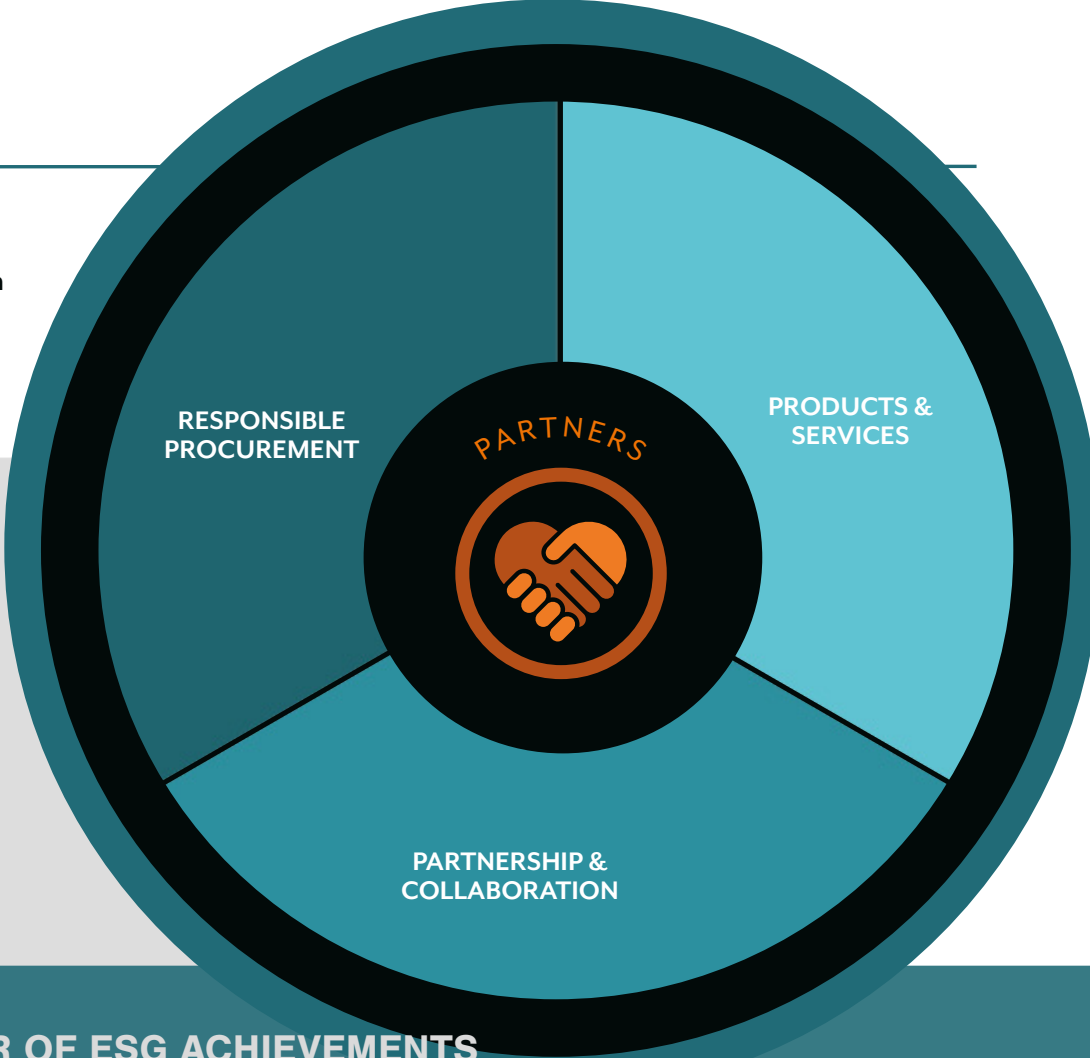 RESPONSIBLE
PROCUREMENT
PRODUCTS &
SERVICES
PARTNERS
PARTNERSHIP &
COLLABORATION
OF ESG ACHIEVEMENTS